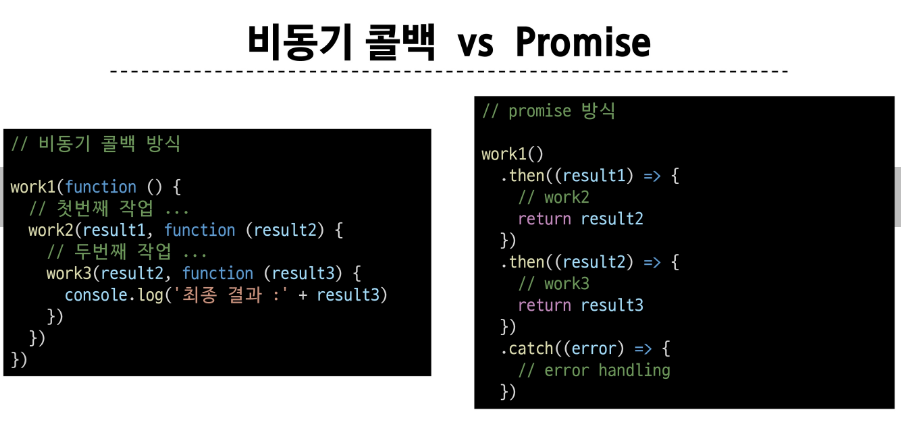 비동기 콜백 vs Promise
// 비동기 콜백 방식
work1(function () {
  // 첫번째 작업 ...
  work2(result1, function (result2) {
    // 두번째 작업 ...
    work3(result2, function (result3) {
      console.log('최종 결과 :' + result3)
    })
  })
})
// promise 방식
work1()
  .then((result1) => {
    // work2
    return result2
  })
  .then((result2) => {
    // work3
    return result3
  })
  .catch((error) => {
    // error handling
  })